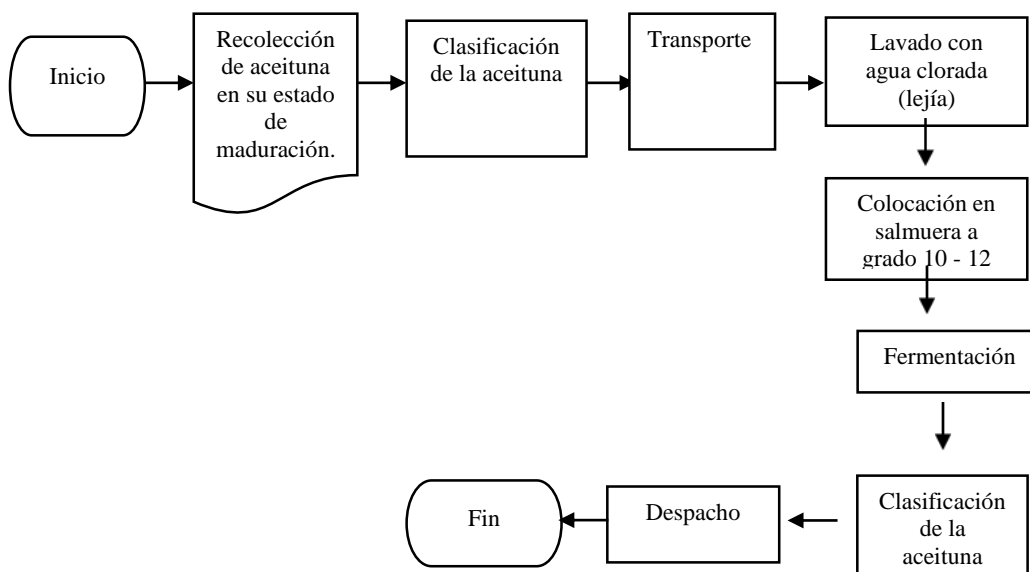 Inicio
Recolección
de aceituna
en su estado
de
maduración.
Clasificación
de la aceituna
Transporte
Lavado con
agua clorada
(lejía)
Colocación en
salmuera a
grado 10 - 12
Fermentación
Clasificación
de la
aceituna
Despacho
Fin